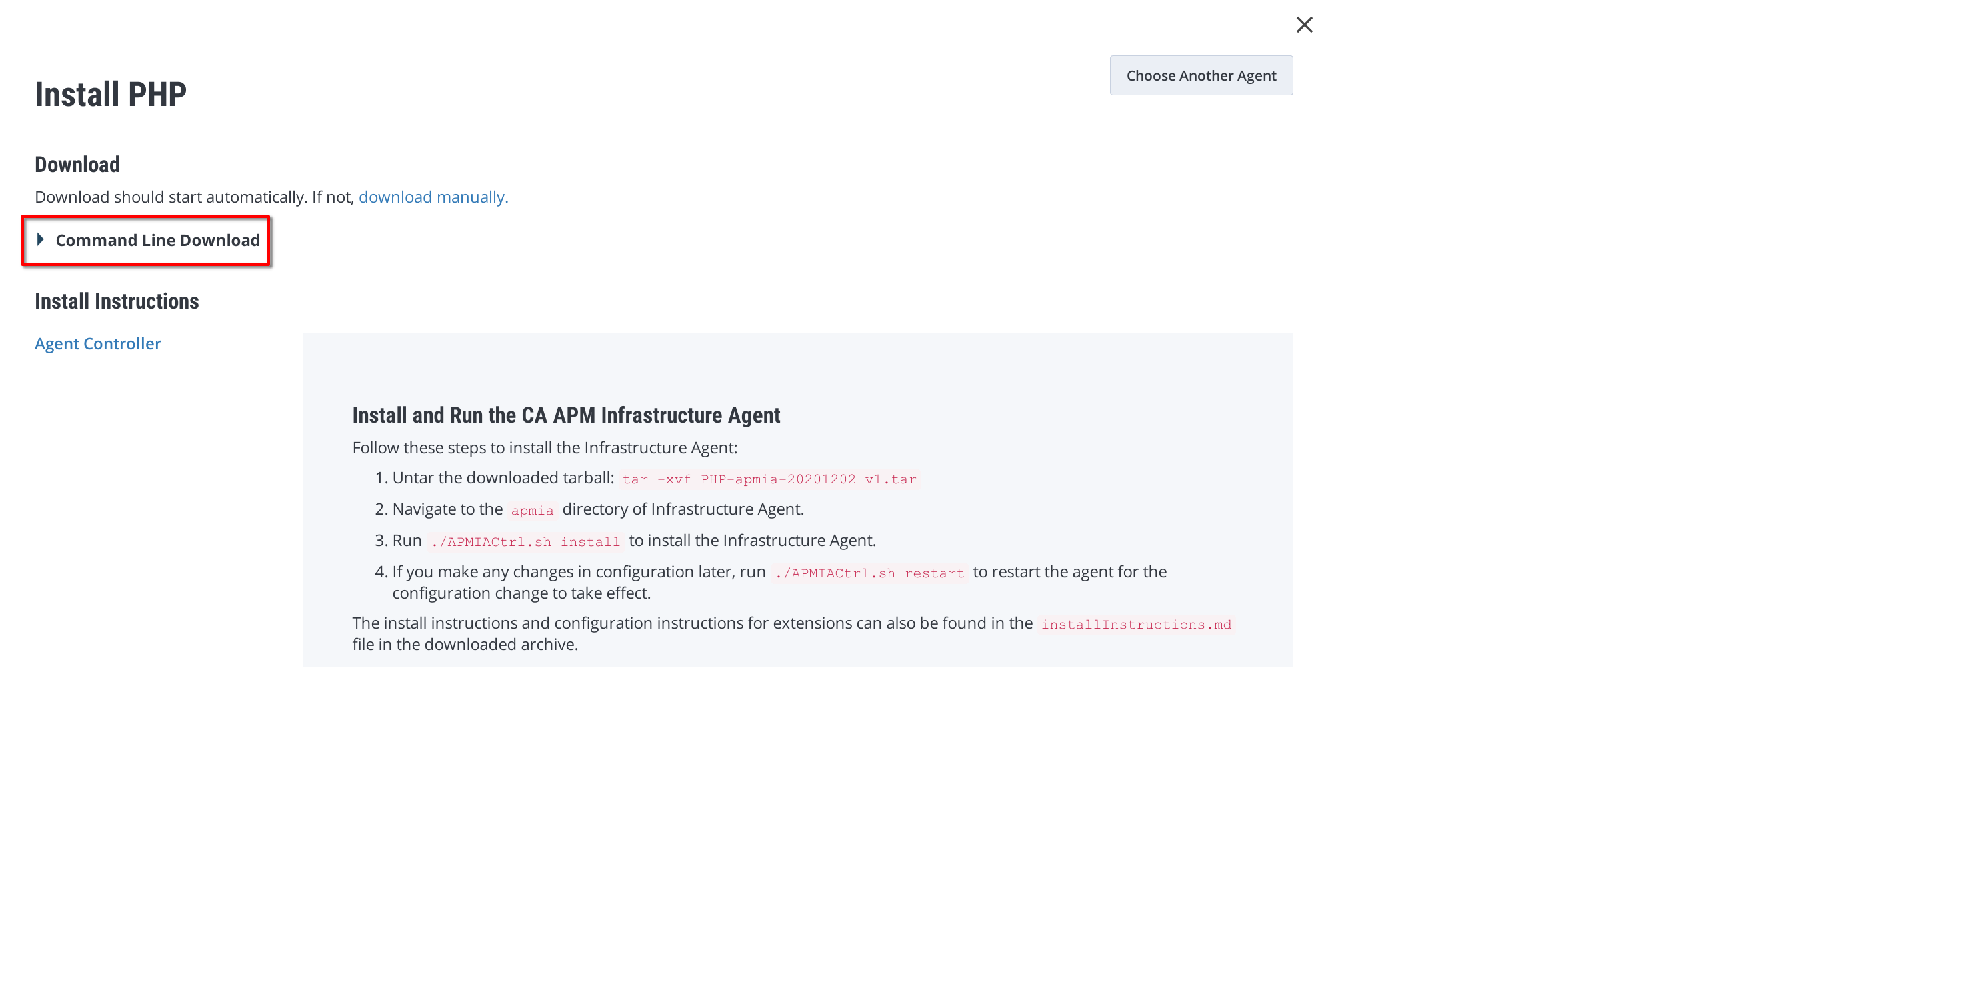 Choose Another Agent
Install PHP
Download
Download should start automatically. If not, download manually.
Command Line Download
Install Instructions
Agent Controller
Install and Run the CA APM Infrastructure Agent
Follow these steps to install the Infrastructure Agent:
1. Untar the downloaded tarball: tar -xvf PHP-apmia-20201202_v1.tar
2. Navigate to the apmia directory of Infrastructure Agent.
3. Run ./APMIACtrl.sh install to install the Infrastructure Agent.
4. If you make any changes in configuration later, run ./APMIACtrl.sh restart to restart the agent for the
configuration change to take effect.
The install instructions and configuration instructions for extensions can also be found in the installInstructions.md
file in the downloaded archive.